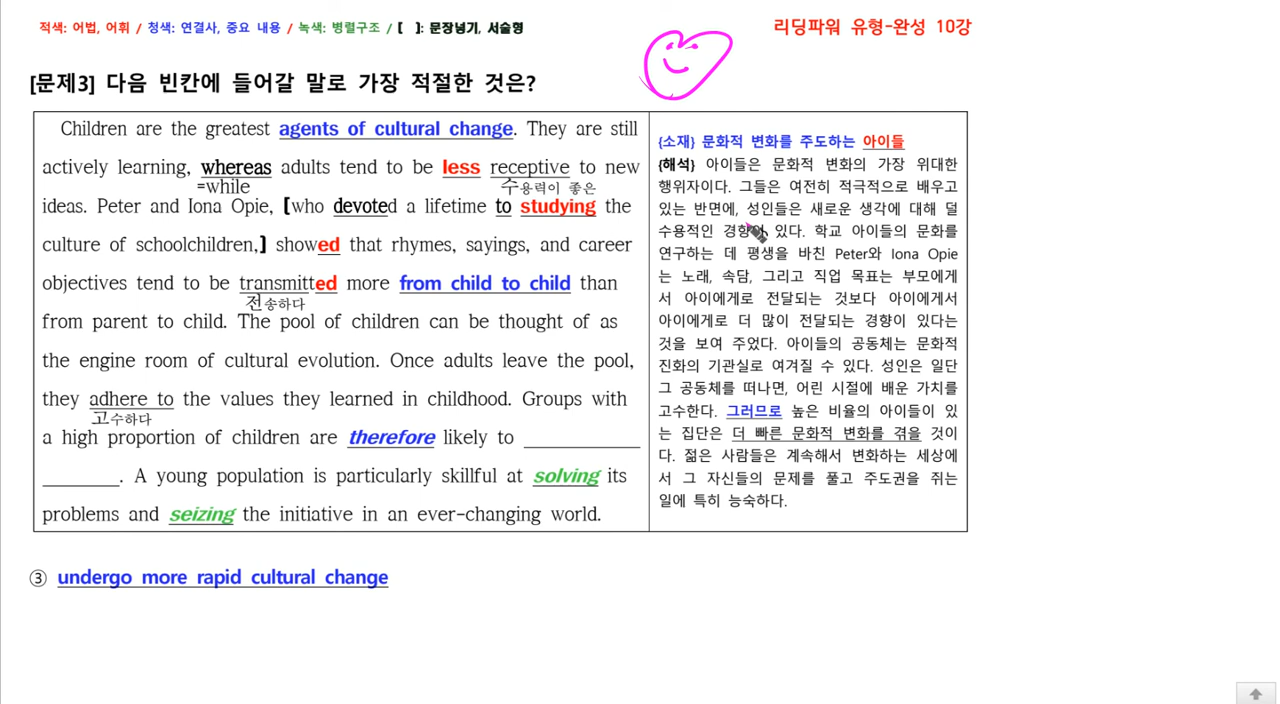 적색: 어법, 어휘 / 청색: 연결사, 중요 내용 / 녹색: 병렬구조 / [ ]: 문장넣기, 서술형
리딩파워 유형-완성 10강
[문제3] 다음 빈칸에 들어갈 말로 가장 적절한 것은?
Children are the greatest agents of cultural change. They are still
actively learning, whereas adults tend to be less receptive to new
=while
수용력이 좋은
ideas. Peter and Iona Opie, [who devoted a lifetime to studying the
culture of schoolchildren,] showed that rhymes, sayings, and career
objectives tend to be transmitted more from child to child than
전송하다
from parent to child. The pool of children can be thought of as
the engine room of cultural evolution. Once adults leave the pool,
they adhere to the values they learned in childhood. Groups with
고수하다
a high proportion of children are therefore likely to ____________
________. A young population is particularly skillful at solving its
problems and seizing the initiative in an ever-changing world.
{소재} 문화적 변화를 주도하는 아이들
{해석} 아이들은 문화적 변화의 가장 위대한
행위자이다. 그들은 여전히 적극적으로 배우고
있는 반면에, 성인들은 새로운 생각에 대해 덜
수용적인 경향이 있다. 학교 아이들의 문화를
연구하는 데 평생을 바친 Peter와 Iona Opie
는 노래, 속담, 그리고 직업 목표는 부모에게
서 아이에게로 전달되는 것보다 아이에게서
아이에게로 더 많이 전달되는 경향이 있다는
것을 보여 주었다. 아이들의 공동체는 문화적
진화의 기관실로 여겨질 수 있다. 성인은 일단
그 공동체를 떠나면, 어린 시절에 배운 가치를
고수한다. 그러므로 높은 비율의 아이들이 있
는 집단은 더 빠른 문화적 변화를 겪을 것이
다. 젊은 사람들은 계속해서 변화하는 세상에
서 그 자신들의 문제를 풀고 주도권을 쥐는
일에 특히 능숙하다.
③ undergo more rapid cultural change